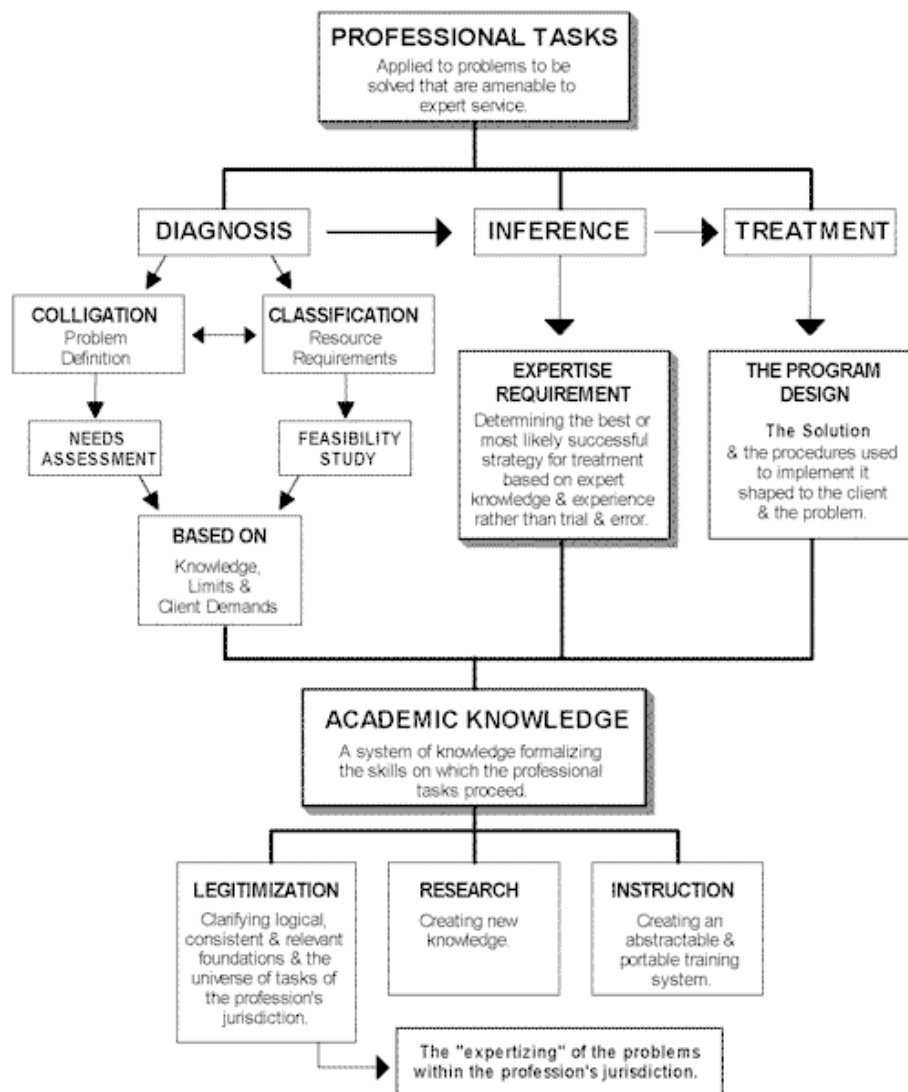 PROFESSIONAL TASKS
Applied to problems to be
solved that are amenable to
expert service.
DIAGNOSIS
INFERENCE
TREATMENT
COLLIGATION
Problem
Definition
CLASSIFICATION
Resource
Requirements
NEEDS
ASSESSMENT
FEASIBILITY
STUDY
BASED ON
Knowledge,
Limits &
Client Demands
EXPERTISE
REQUIREMENT
Determining the best or
most likely successful
strategy for treatment
based on expert
knowledge & experience
rather than trial & error.
THE PROGRAM
DESIGN
The Solution
& the procedures used
to implement it
shaped to the client
& the problem.
ACADEMIC KNOWLEDGE
A system of knowledge formalizing
the skills on which the professional
tasks proceed.
LEGITIMIZATION
Clarifying logical,
consistent & relevant
foundations & the
universe of tasks of
the profession's
jurisdiction.
RESEARCH
Creating new
knowledge.
INSTRUCTION
Creating an
abstractable &
portable training
system.
The "expertizing" of the problems
within the profession's jurisdiction.